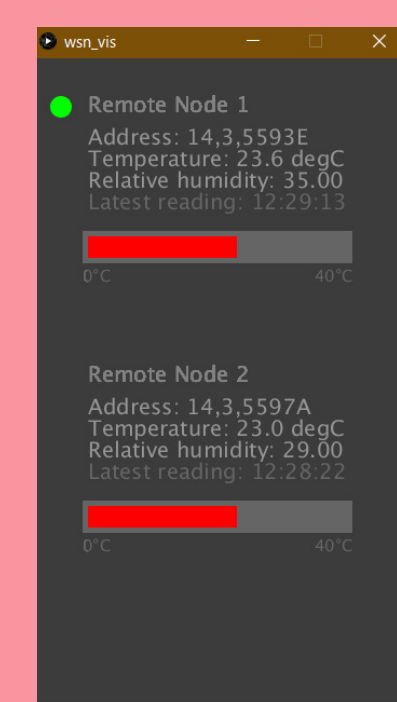 wsn_vis
Remote Node 1
Address: 14,3,5593E
Temperature: 23.6 degC
Relative humidity: 35.00
Latest reading: 12:29:13
0°C 40°C
Remote Node 2
Address: 14,3,5597A
Temperature: 23.0 degC
Relative humidity: 29.00
Latest reading: 12:28:22
0°C 40°C